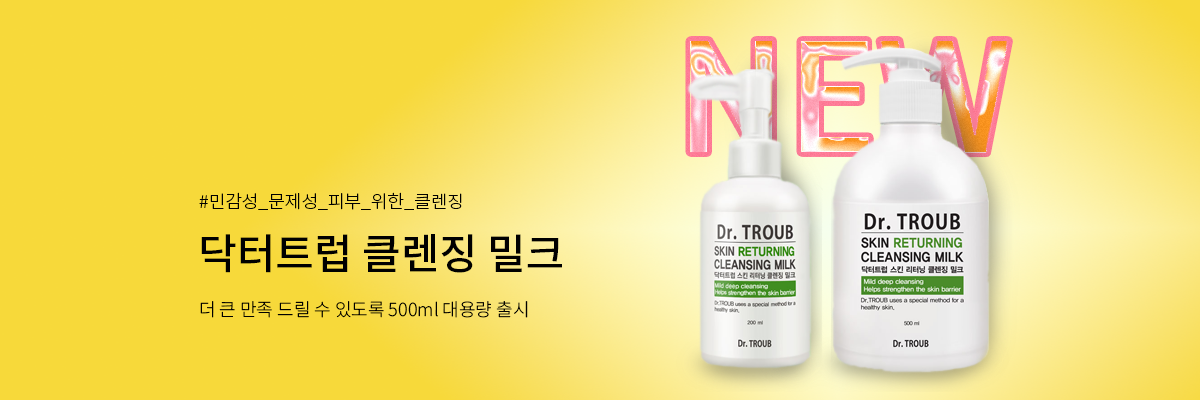 NEW
#민감성_문제성_피부_위한_클렌징
닥터트럽 클렌징 밀크
더 큰 만족 드릴 수 있도록 500ml 대용량 출시
Dr. TROUB
SKIN RETURNING
CLEANSING MILK
닥터트럽 스킨 리터닝 클렌징 밀크
Mild deep cleansing
Helps strengthen the skin barrier
Dr,TROUB uses a special method for a
healthy skin,
200 ml
Dr. TROUB
Dr. TROUB
SKIN RETURNING
CLEANSING MILK
닥터트럽 스킨 리터닝 클렌징 밀크
Mild deep cleansing
Helps strengthen the skin barrier
Dr,TROUB uses a special method for a
healthy skin,
500 ml
Dr. TROUB